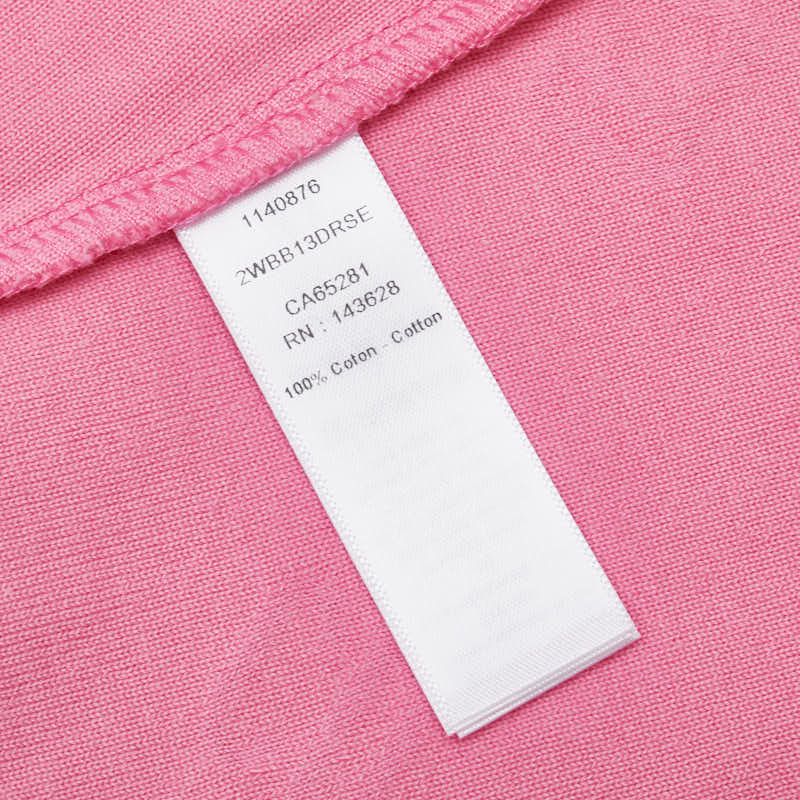 1140876
2WBB13DRSE
CA65281
RN : 143628
100% Coton - Cotton